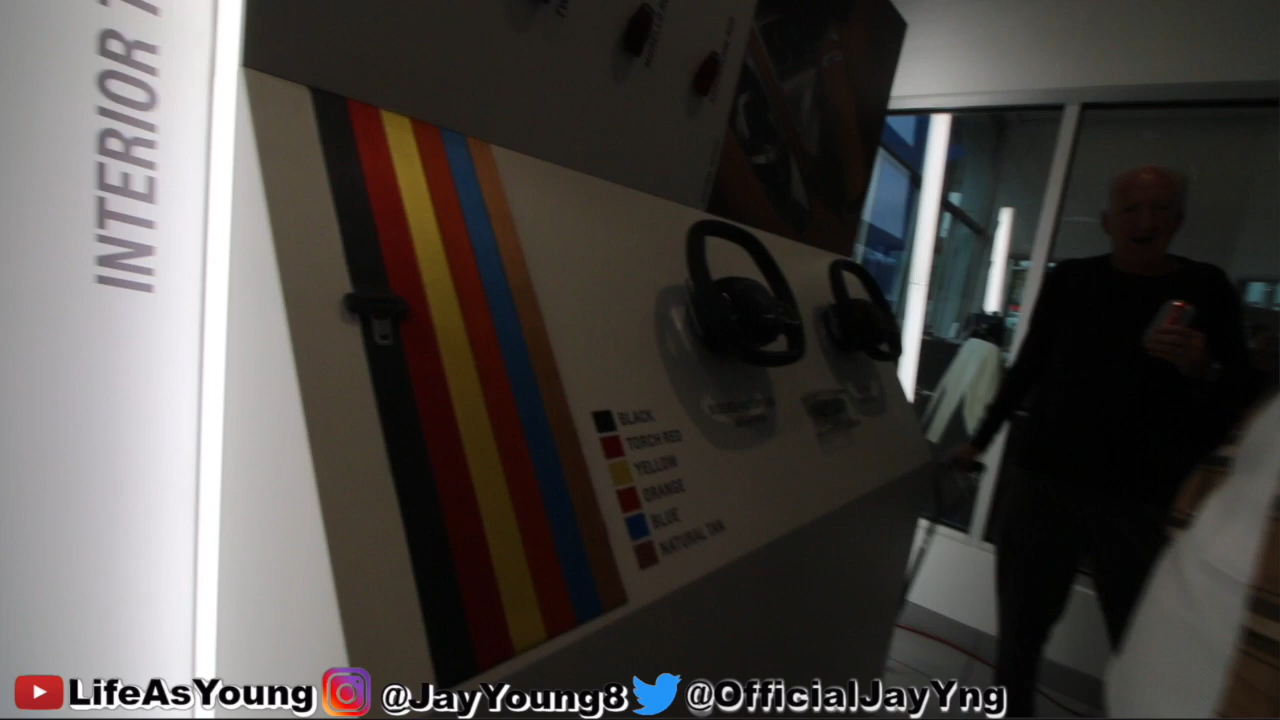 INTERIOR
BLACK
TORCH RED
YELLOW
ORANGE
BLUE
NATURAL TAN
LifeAsYoung @JayYoung8 @OfficialJayYng